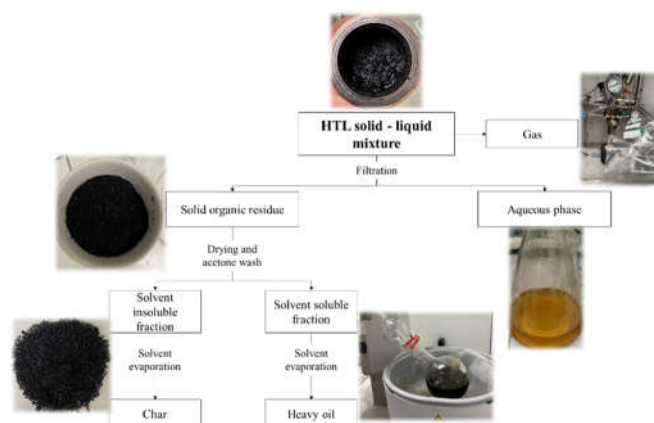 HTL solid - liquid
mixture
Gas
Filtration
Solid organic residue
Aqueous phase
Drying and
acetone wash
Solvent
insoluble
fraction
Solvent soluble
fraction
Solvent
evaporation
Solvent
evaporation
Char
Heavy oil